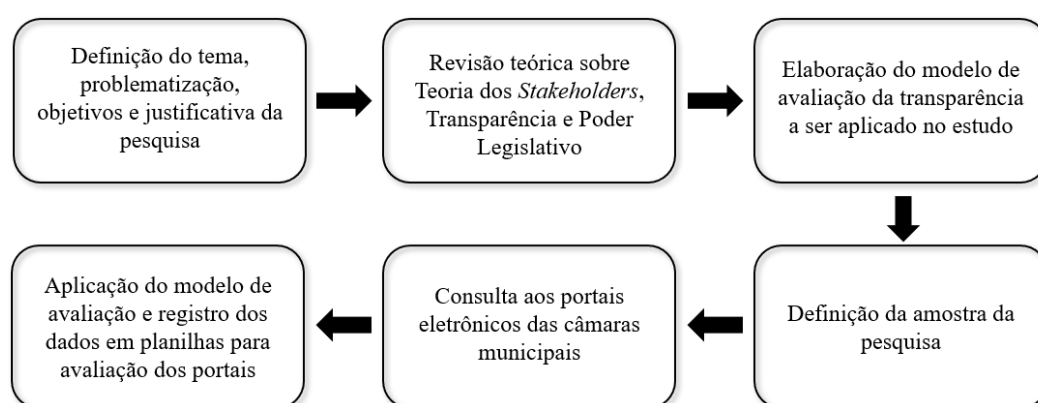 Definição do tema,
problematização,
objetivos e justificativa da
pesquisa
Revisão teórica sobre
Teoria dos Stakeholders,
Transparência e Poder
Legislativo
Elaboração do modelo de
avaliação da transparência
a ser aplicado no estudo
Definição da amostra da
pesquisa
Consulta aos portais
eletrônicos das câmaras
municipais
Aplicação do modelo de
avaliação e registro dos
dados em planilhas para
avaliação dos portais